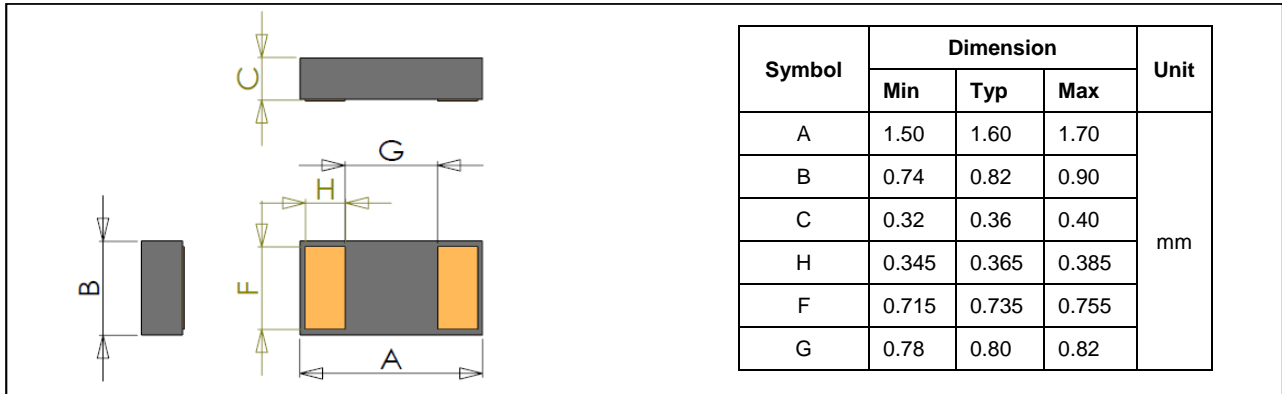 C
G
H
B
F
A
Symbol Dimension Unit
Min Typ Max
A 1.50 1.60 1.70
B 0.74 0.82 0.90
C 0.32 0.36 0.40
H 0.345 0.365 0.385
mm
F 0.715 0.735 0.755
G 0.78 0.80 0.82